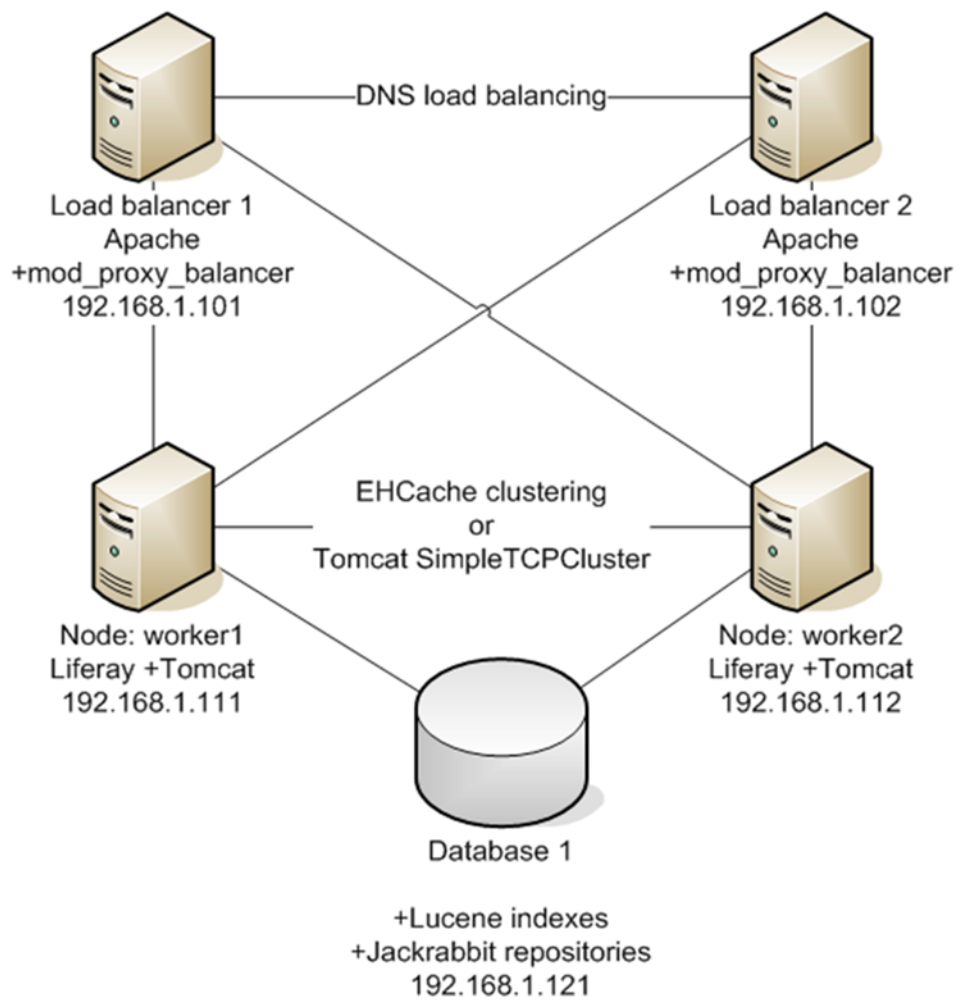 DNS load balancing
Load balancer 1
Apache
+mod_proxy_balancer
192.168.1.101
Load balancer 2
Apache
+mod_proxy_balancer
192.168.1.102
EHCache clustering
or
Tomcat SimpleTCPCluster
Node: worker1
Liferay +Tomcat
192.168.1.111
Node: worker2
Liferay +Tomcat
192.168.1.112
Database 1
+Lucene indexes
+Jackrabbit repositories
192.168.1.121